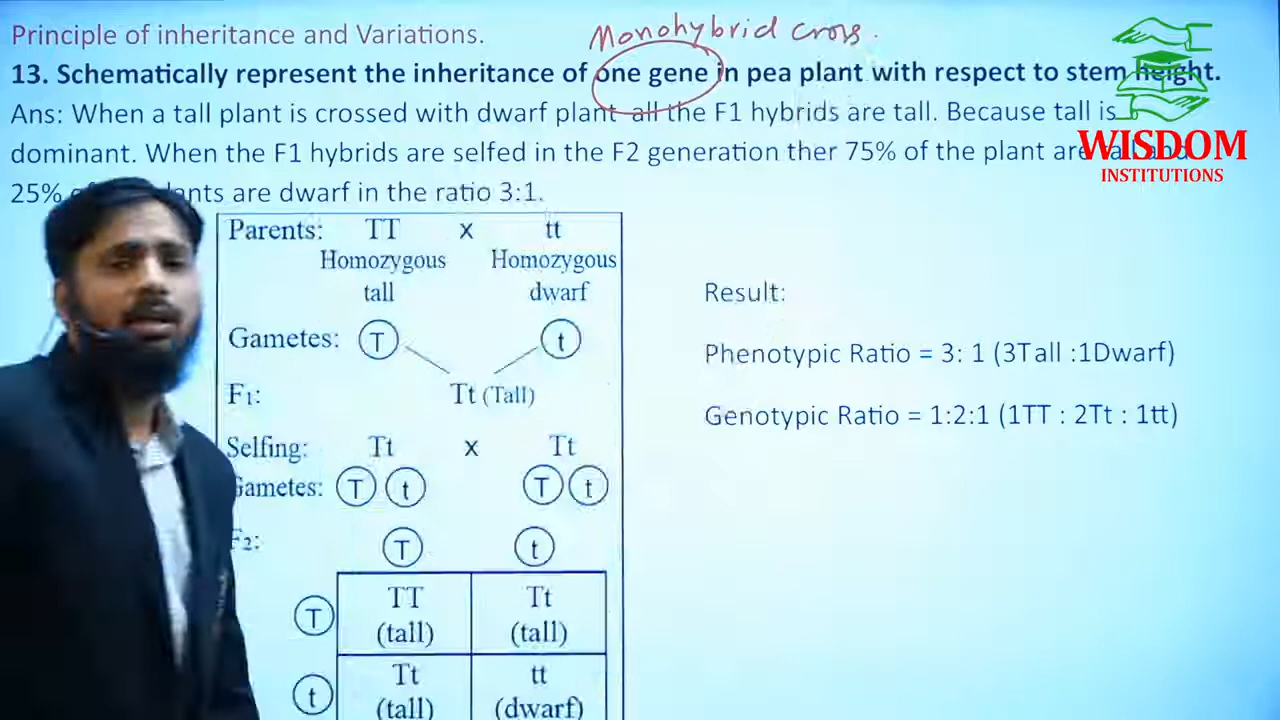 Principle of inheritance and Variations.
Monohybrid cross.
13. Schematically represent the inheritance of one gene in pea plant with respect to stem height.
Ans: When a tall plant is crossed with dwarf plant all the F1 hybrids are tall. Because tall is
dominant. When the F1 hybrids are selfed in the F2 generation ther 75% of the plant are tall and
25% plants are dwarf in the ratio 3:1.
WISDOM
INSTITUTIONS
Parents: TT x tt
Homozygous Homozygous
tall dwarf
Gametes: T t
F1: Tt (Tall)
Selfing: Tt x Tt
Gametes: T t T t
F2: T t
T TT Tt
(tall) (tall)
t Tt tt
(tall) (dwarf)
Result:
Phenotypic Ratio = 3: 1 (3Tall :1Dwarf)
Genotypic Ratio = 1:2:1 (1TT : 2Tt : 1tt)